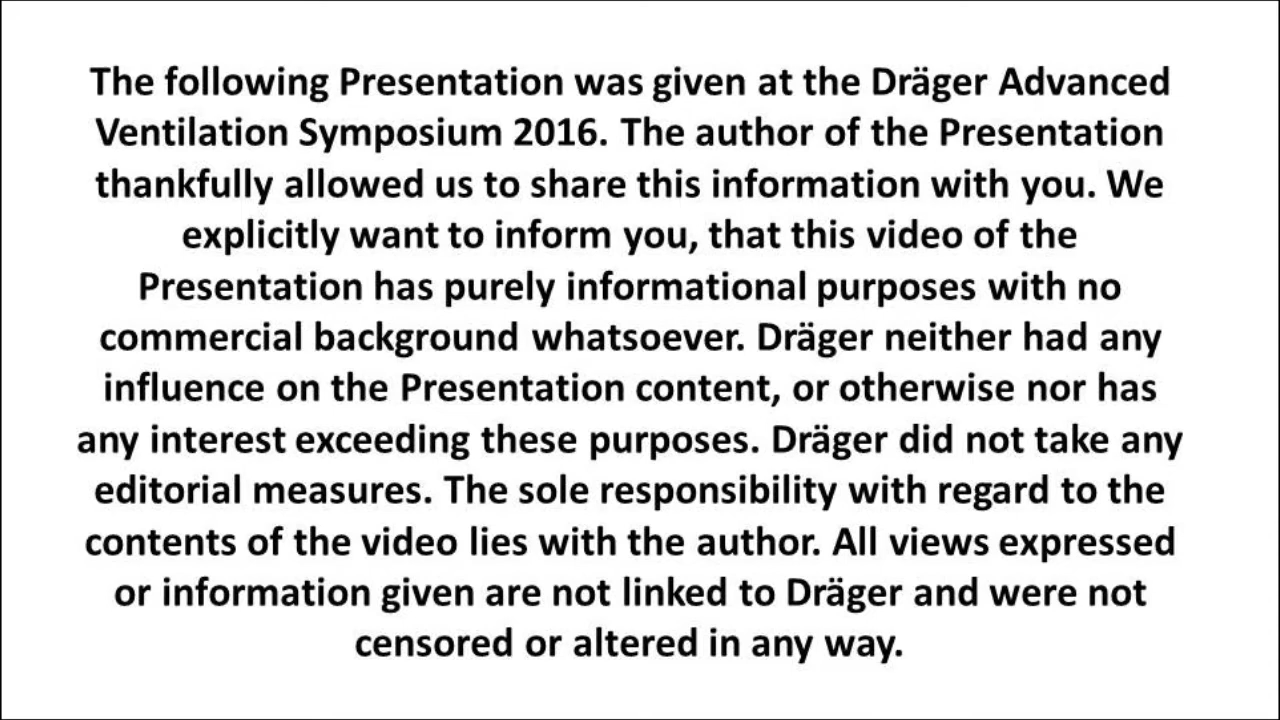 The following Presentation was given at the Dräger Advanced
Ventilation Symposium 2016. The author of the Presentation
thankfully allowed us to share this information with you. We
explicitly want to inform you, that this video of the
Presentation has purely informational purposes with no
commercial background whatsoever. Dräger neither had any
influence on the Presentation content, or otherwise nor has
any interest exceeding these purposes. Dräger did not take any
editorial measures. The sole responsibility with regard to the
contents of the video lies with the author. All views expressed
or information given are not linked to Dräger and were not
censored or altered in any way.